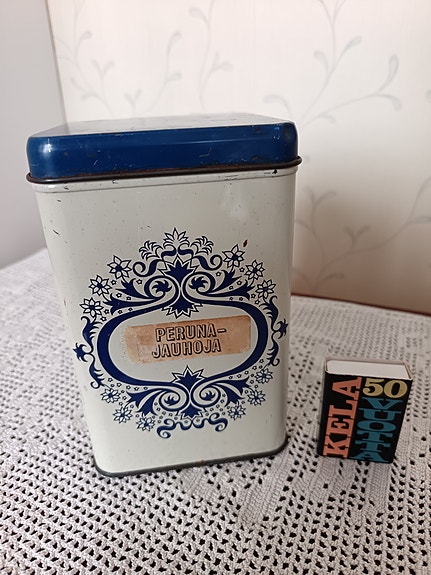 PERUNA-
JAUHOJA
KELA
50
VUOTTA